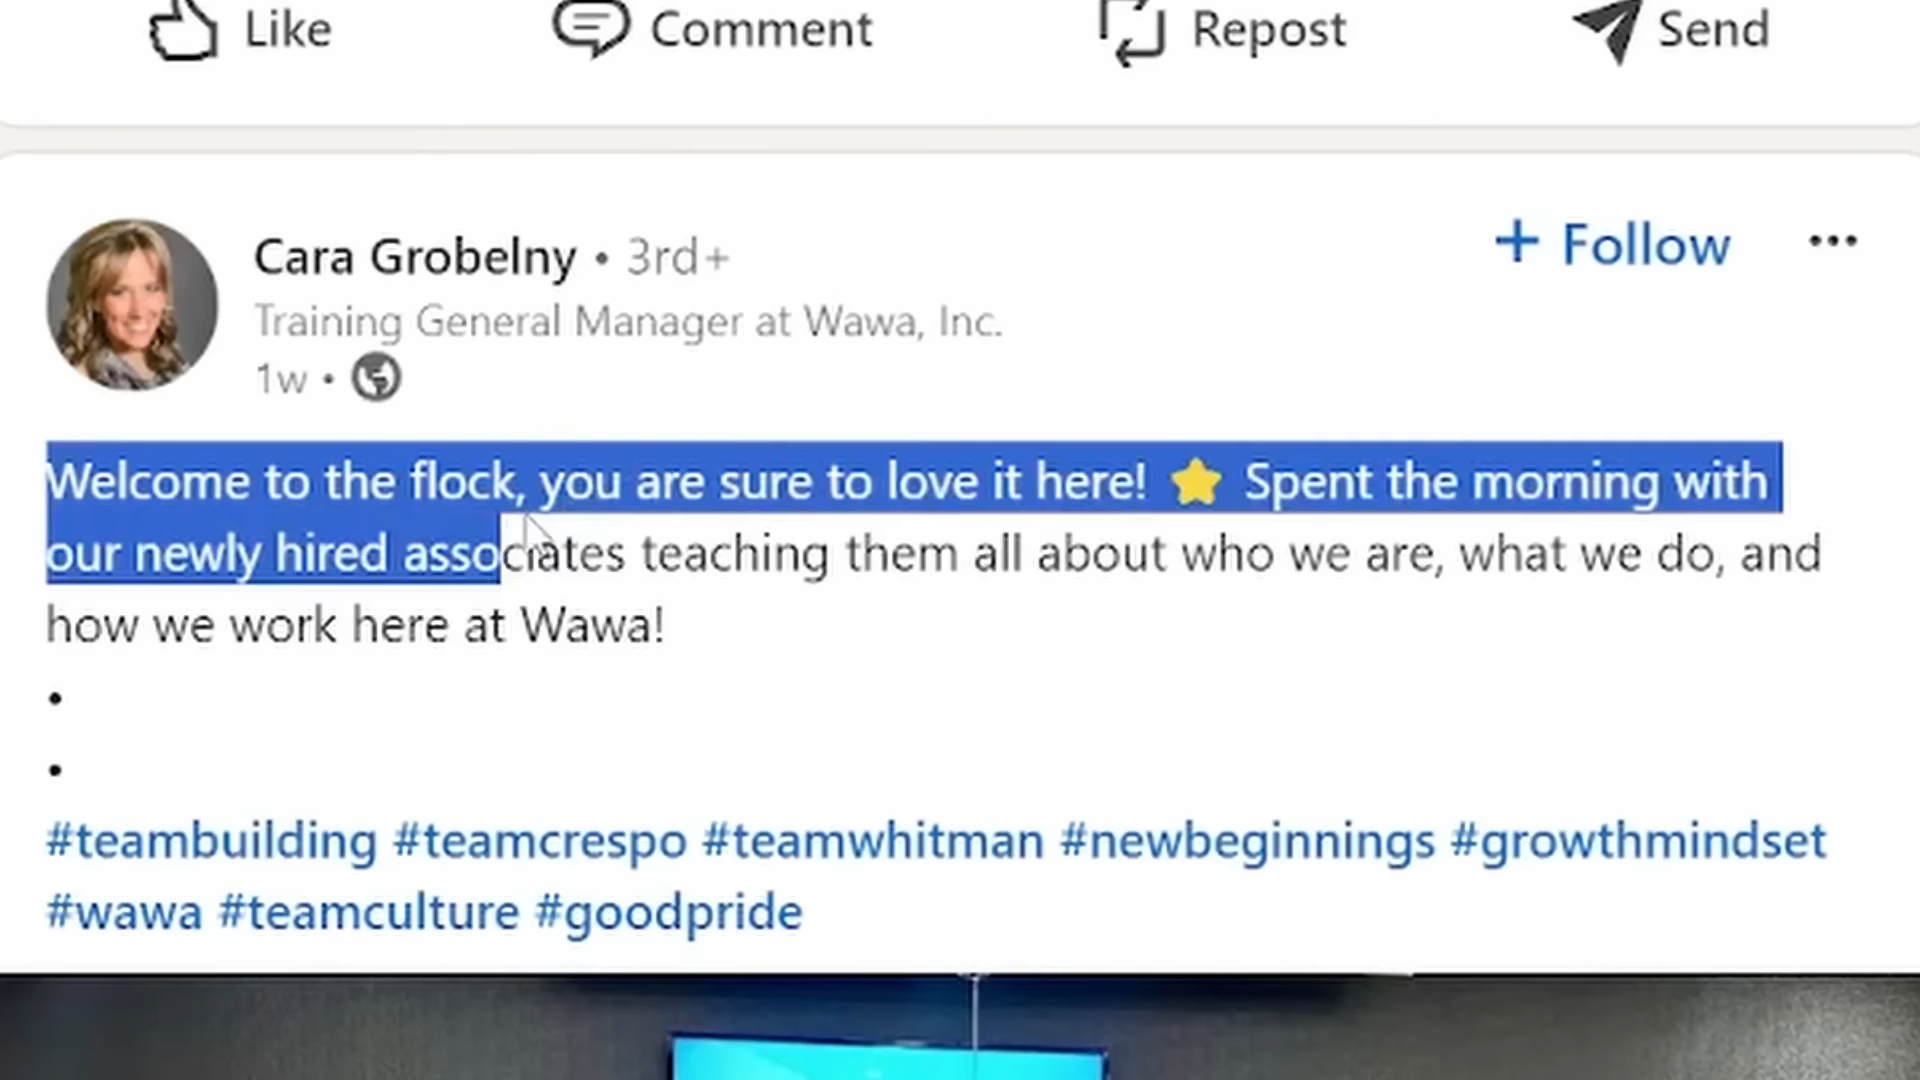 Like Comment Repost Send
Cara Grobelny • 3rd+
+ Follow •••
Training General Manager at Wawa, Inc.
1w •
Welcome to the flock, you are sure to love it here! ⭐ Spent the morning with
our newly hired associates teaching them all about who we are, what we do, and
how we work here at Wawa!
•
•
#teambuilding #teamcrespo #teamwhitman #newbeginnings #growthmindset
#wawa #teamculture #goodpride